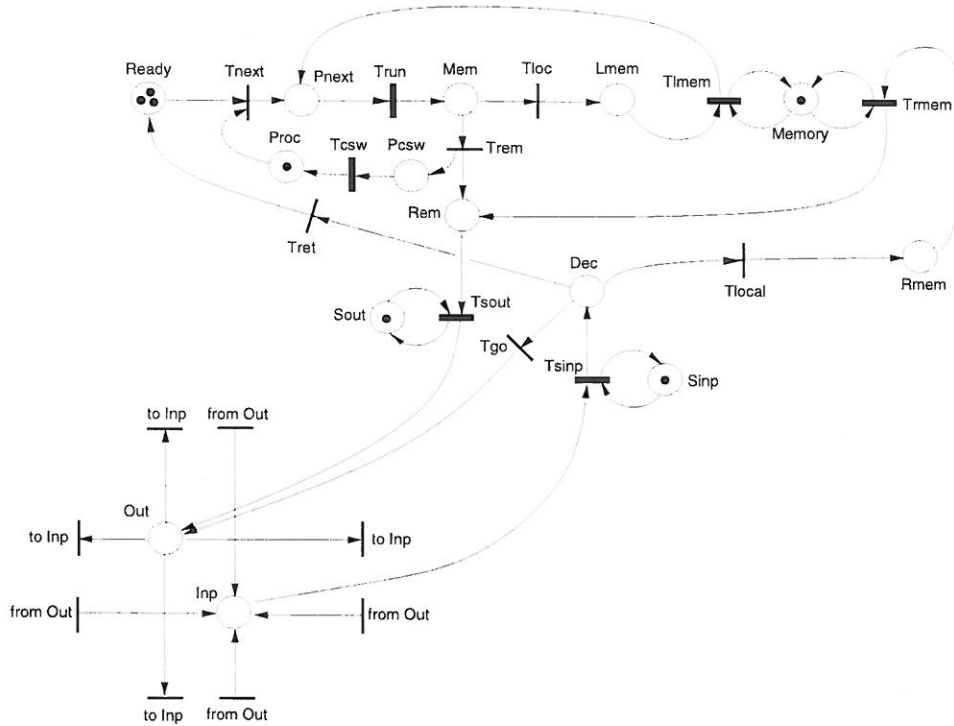 Ready
Tnext
Pnext
Trun
Mem
Tloc
Lmem
Tlmem
Memory
Trmem
Proc
Tcsw
Pcsw
Trem
Rem
Tret
Dec
Tlocal
Rmem
Sout
Tsout
Tgo
Tsinp
Sinp
to Inp
from Out
Out
to Inp
to Inp
Inp
from Out
from Out
to Inp
from Out